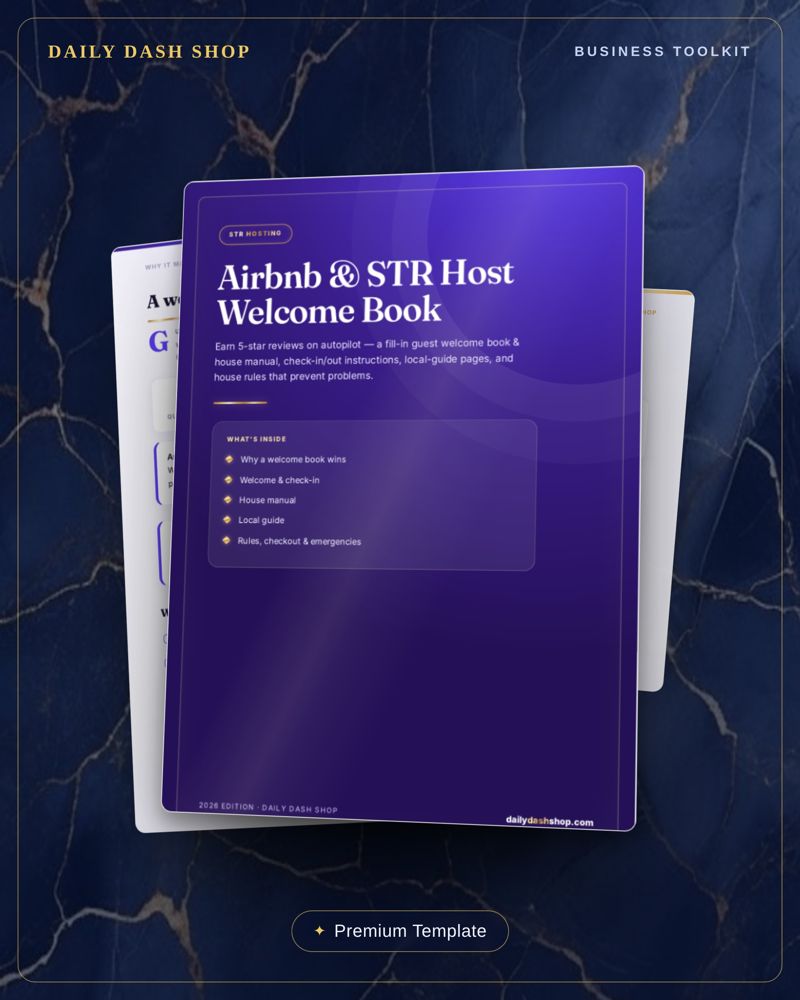 DAILY DASH SHOP
BUSINESS TOOLKIT
STR HOSTING
Airbnb & STR Host
Welcome Book
Earn 5-star reviews on autopilot — a fill-in guest welcome book &
house manual, check-in/out instructions, local-guide pages, and
house rules that prevent problems.
WHAT'S INSIDE
Why a welcome book wins
Welcome & check-in
House manual
Local guide
Rules, checkout & emergencies
2026 EDITION · DAILY DASH SHOP
dailydashshop.com
WHY IT
A
G
✦ Premium Template